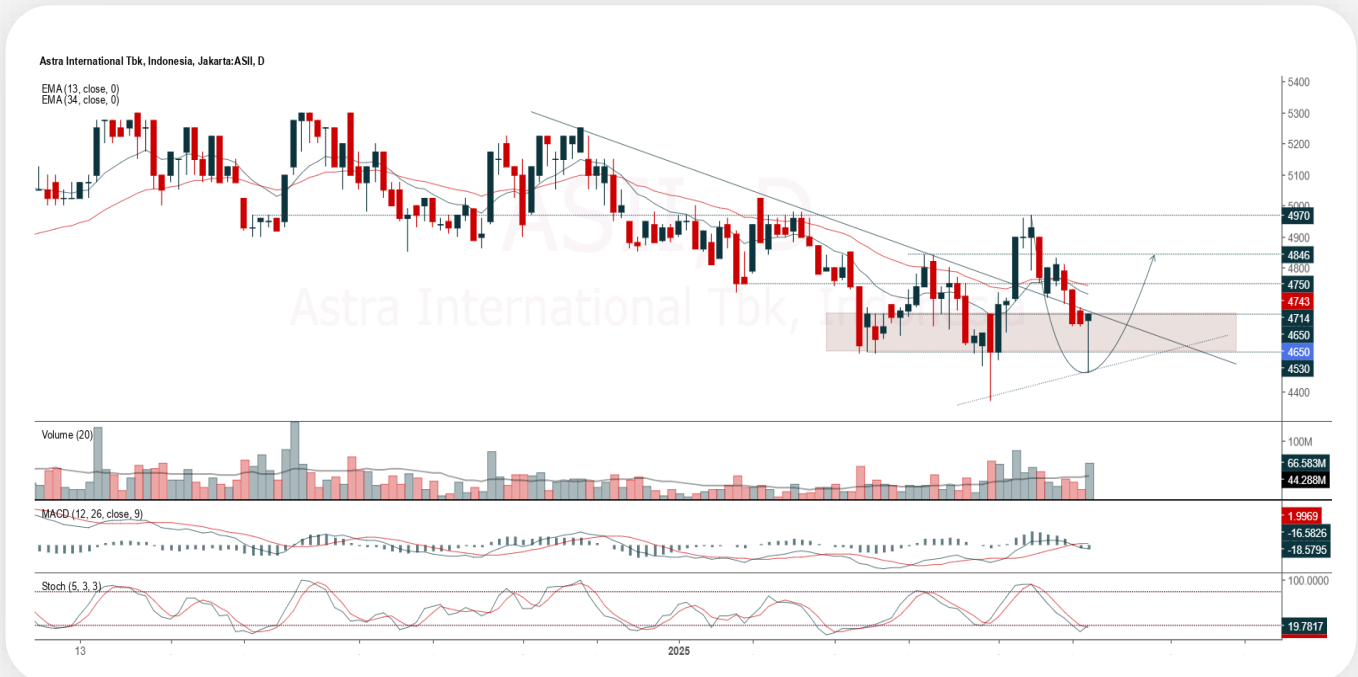 Astra International Tbk, Indonesia, Jakarta:ASII, D
EMA (13, close, 0)
EMA (34, close, 0)
ASII, D
Astra International Tbk, Indonesia
5400
5300
5200
5100
5000
4970
4900
4846
4800
4750
4743
4714
4650
4650
4530
4400
Volume (20)
100M
66.583M
44.288M
MACD (12, 26, close, 9)
1.9969
-16.5826
-18.5795
Stoch (5, 3, 3)
100.0000
19.7817
13
2025